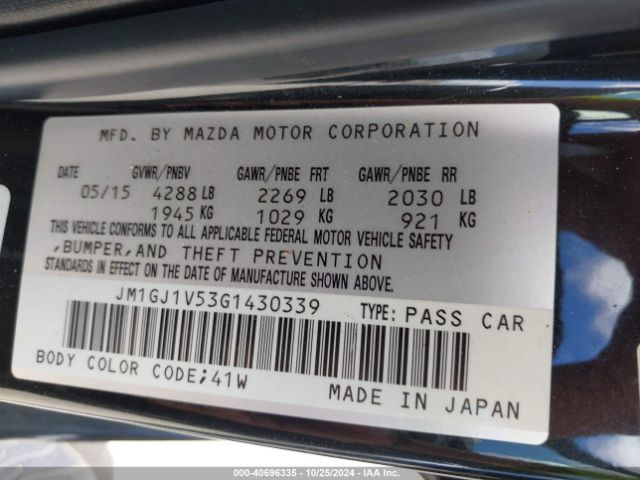 MFD. BY MAZDA MOTOR CORPORATION
DATE GVWR/PNBV GAWR/PNBE FRT GAWR/PNBE RR
05/15 4288 LB 2269 LB 2030 LB
1945 KG 1029 KG 921 KG
THIS VEHICLE CONFORMS TO ALL APPLICABLE FEDERAL MOTOR VEHICLE SAFETY
,BUMPER,AND THEFT PREVENTION
STANDARDS IN EFFECT ON THE DATE OF MANUFACTURE SHOWN ABOVE.
JM1GJ1V53G1430339 TYPE: PASS CAR
BODY COLOR CODE;41W
MADE IN JAPAN
000-40696335 - 10/25/2024 - IAA Inc.